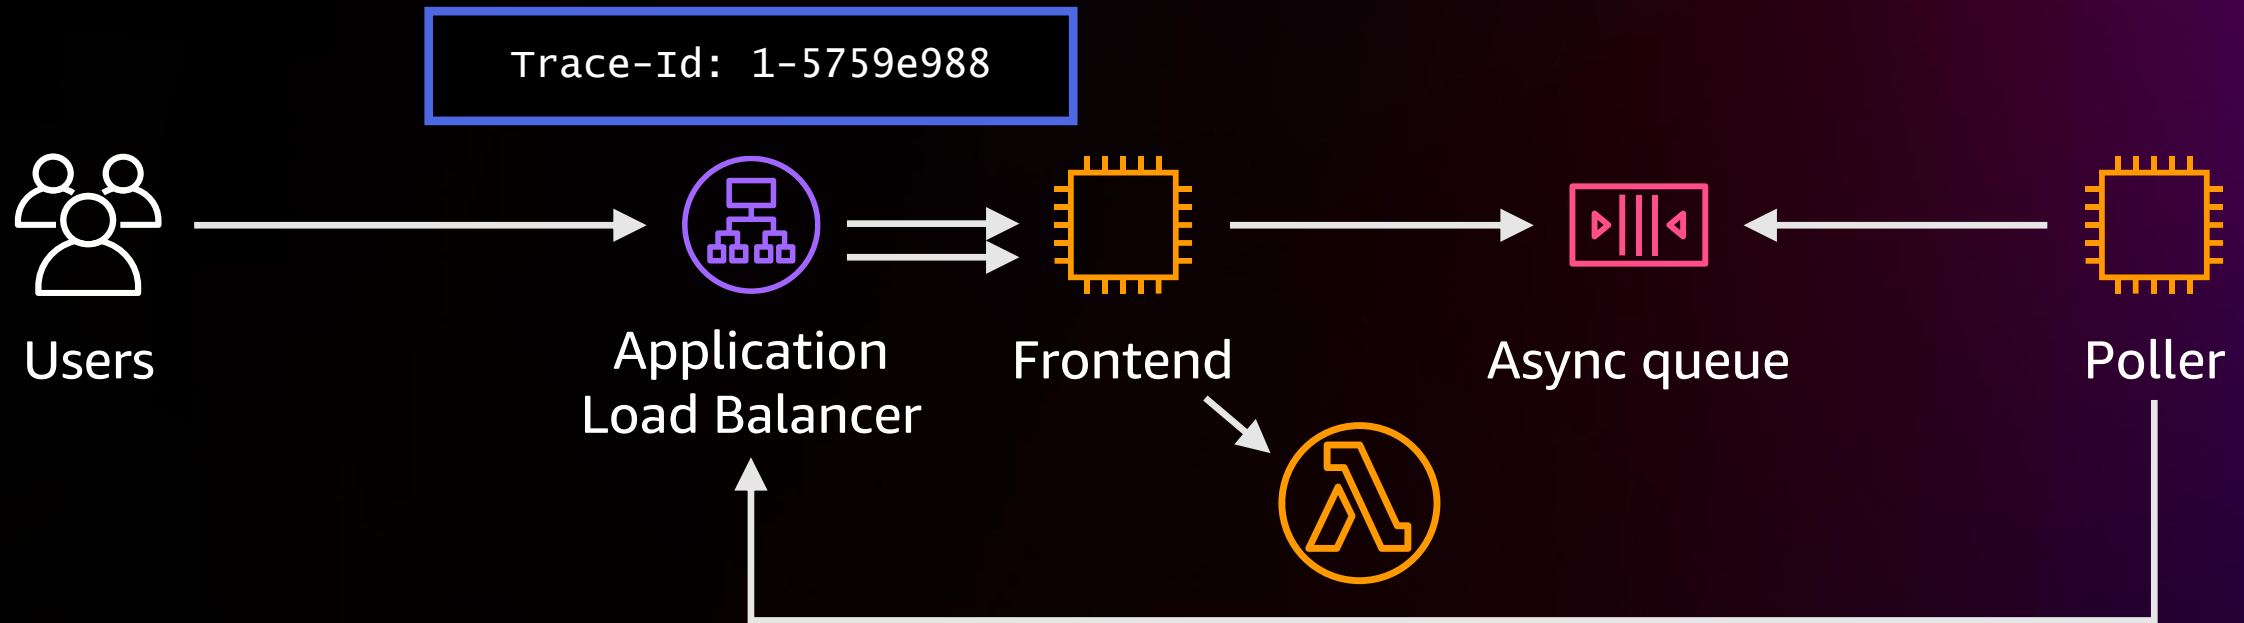 Trace-Id: 1-5759e988
Users
Application
Load Balancer
Frontend
Async queue
Poller